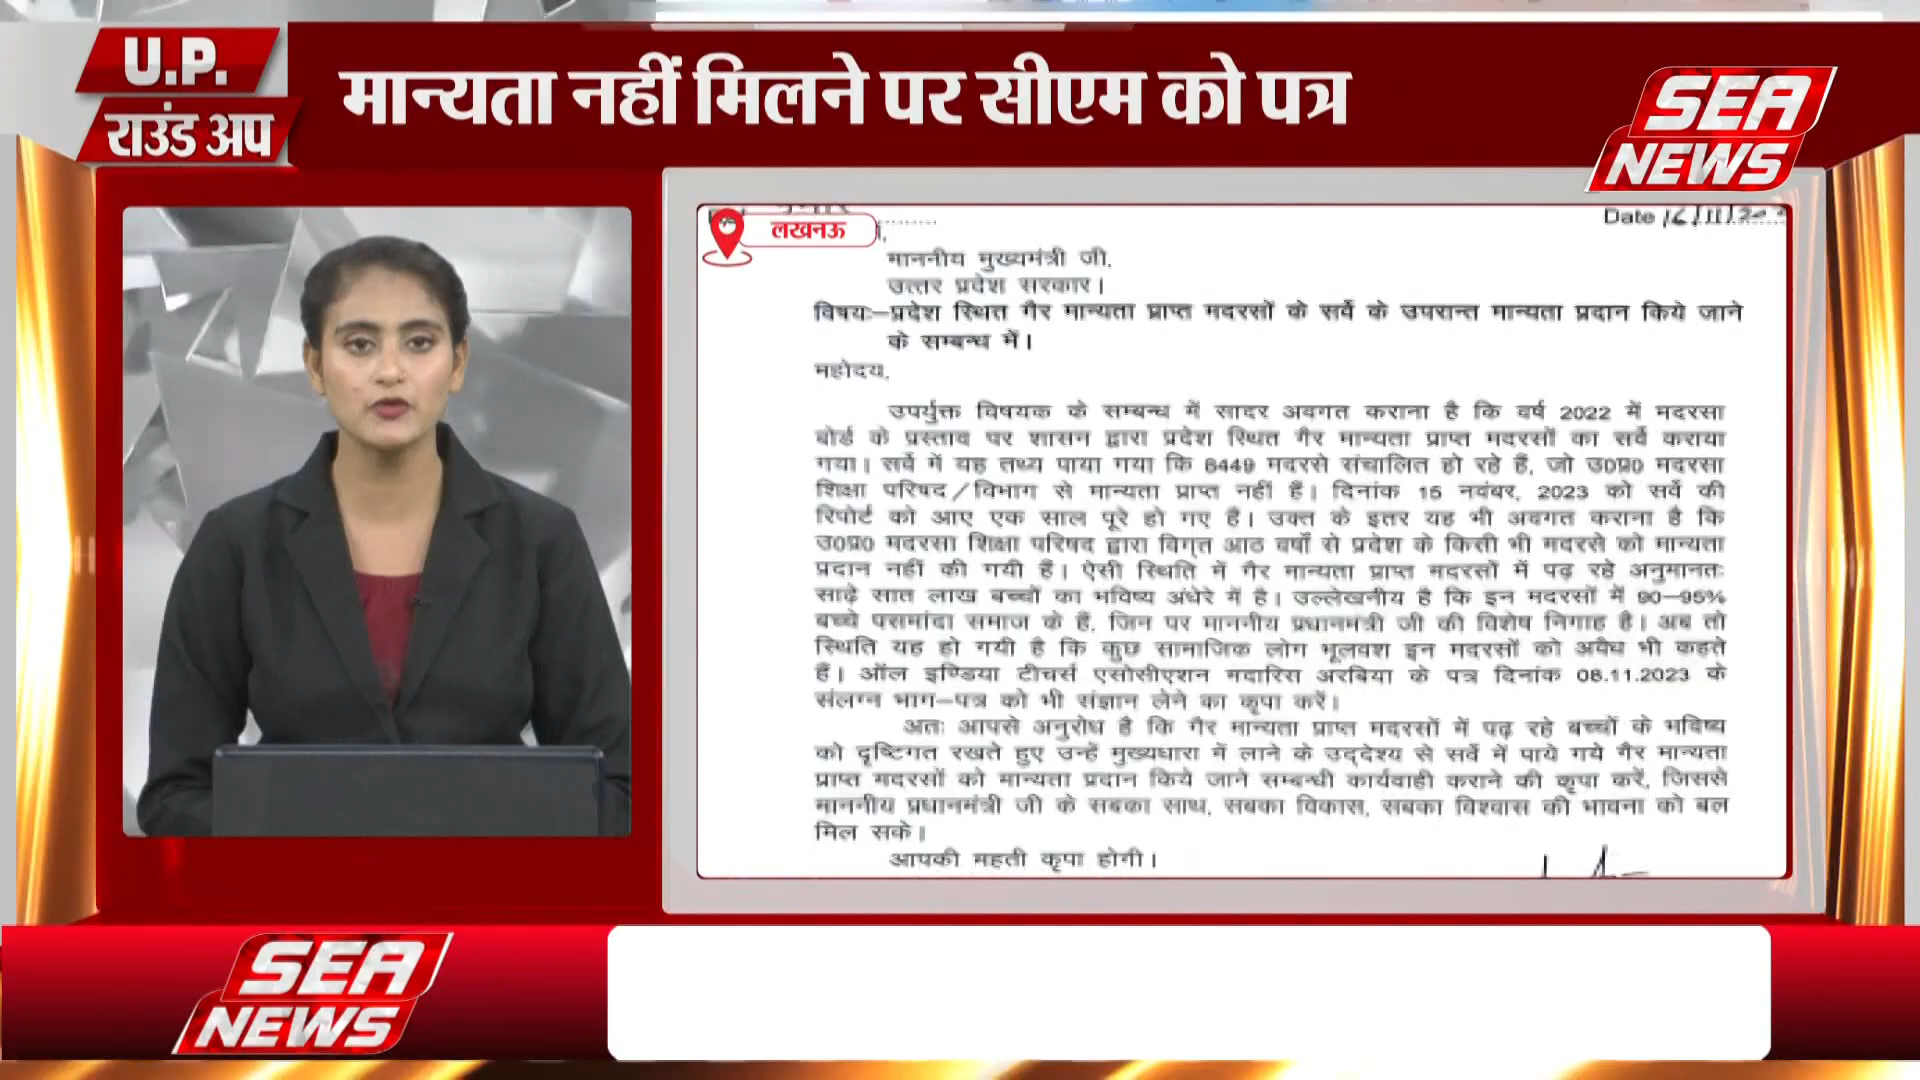 U.P.
राउंड अप
मान्यता नहीं मिलने पर सीएम को पत्र
SEA
NEWS
लखनऊ
Date 16/11/20
माननीय मुख्यमंत्री जी,
उत्तर प्रदेश सरकार।
विषयः–प्रदेश स्थित गैर मान्यता प्राप्त मदरसों के सर्वे के उपरान्त मान्यता प्रदान किये जाने
के सम्बन्ध में।
महोदय,
उपर्युक्त विषयक के सम्बन्ध में सादर अवगत कराना है कि वर्ष 2022 में मदरसा
बोर्ड के प्रस्ताव पर शासन द्वारा प्रदेश स्थित गैर मान्यता प्राप्त मदरसों का सर्वे कराया
गया। सर्वे में यह तथ्य पाया गया कि 8449 मदरसे संचालित हो रहे हैं, जो उ0प्र0 मदरसा
शिक्षा परिषद/विभाग से मान्यता प्राप्त नहीं हैं। दिनांक 15 नवंबर, 2023 को सर्वे की
रिपोर्ट को आए एक साल पूरे हो गए हैं। उक्त के इतर यह भी अवगत कराना है कि
उ0प्र0 मदरसा शिक्षा परिषद द्वारा विगत आठ वर्षों से प्रदेश के किसी भी मदरसे को मान्यता
प्रदान नहीं की गयी है। ऐसी स्थिति में गैर मान्यता प्राप्त मदरसों में पढ़ रहे अनुमानतः
साढ़े सात लाख बच्चों का भविष्य अंधेरे में है। उल्लेखनीय है कि इन मदरसों में 90–95%
बच्चे पसमांदा समाज के हैं, जिन पर माननीय प्रधानमंत्री जी की विशेष निगाह है। अब तो
स्थिति यह हो गयी है कि कुछ सामाजिक लोग भूलवश इन मदरसों को अवैध भी कहते
हैं। ऑल इण्डिया टीचर्स एसोसीएशन मदारिस अरबिया के पत्र दिनांक 08.11.2023 के
संलग्न भाग–पत्र को भी संज्ञान लेने का कृपा करें।
अतः आपसे अनुरोध है कि गैर मान्यता प्राप्त मदरसों में पढ़ रहे बच्चों के भविष्य
को दृष्टिगत रखते हुए उन्हें मुख्यधारा में लाने के उद्देश्य से सर्वे में पाये गये गैर मान्यता
प्राप्त मदरसों को मान्यता प्रदान किये जाने सम्बन्धी कार्यवाही कराने की कृपा करें, जिससे
माननीय प्रधानमंत्री जी के सबका साथ, सबका विकास, सबका विश्वास की भावना को बल
मिल सके।
आपकी महती कृपा होगी।
SEA
NEWS